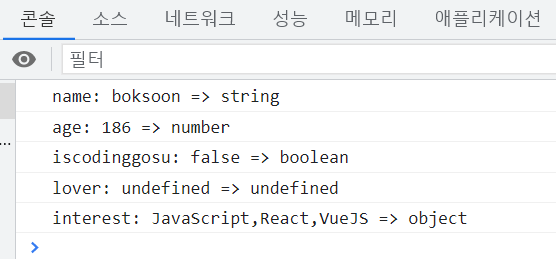 콘솔 소스 네트워크 성능 메모리 애플리케이션
필터
name: boksoon => string
age: 186 => number
iscodinggosu: false => boolean
lover: undefined => undefined
interest: JavaScript,React,VueJS => object